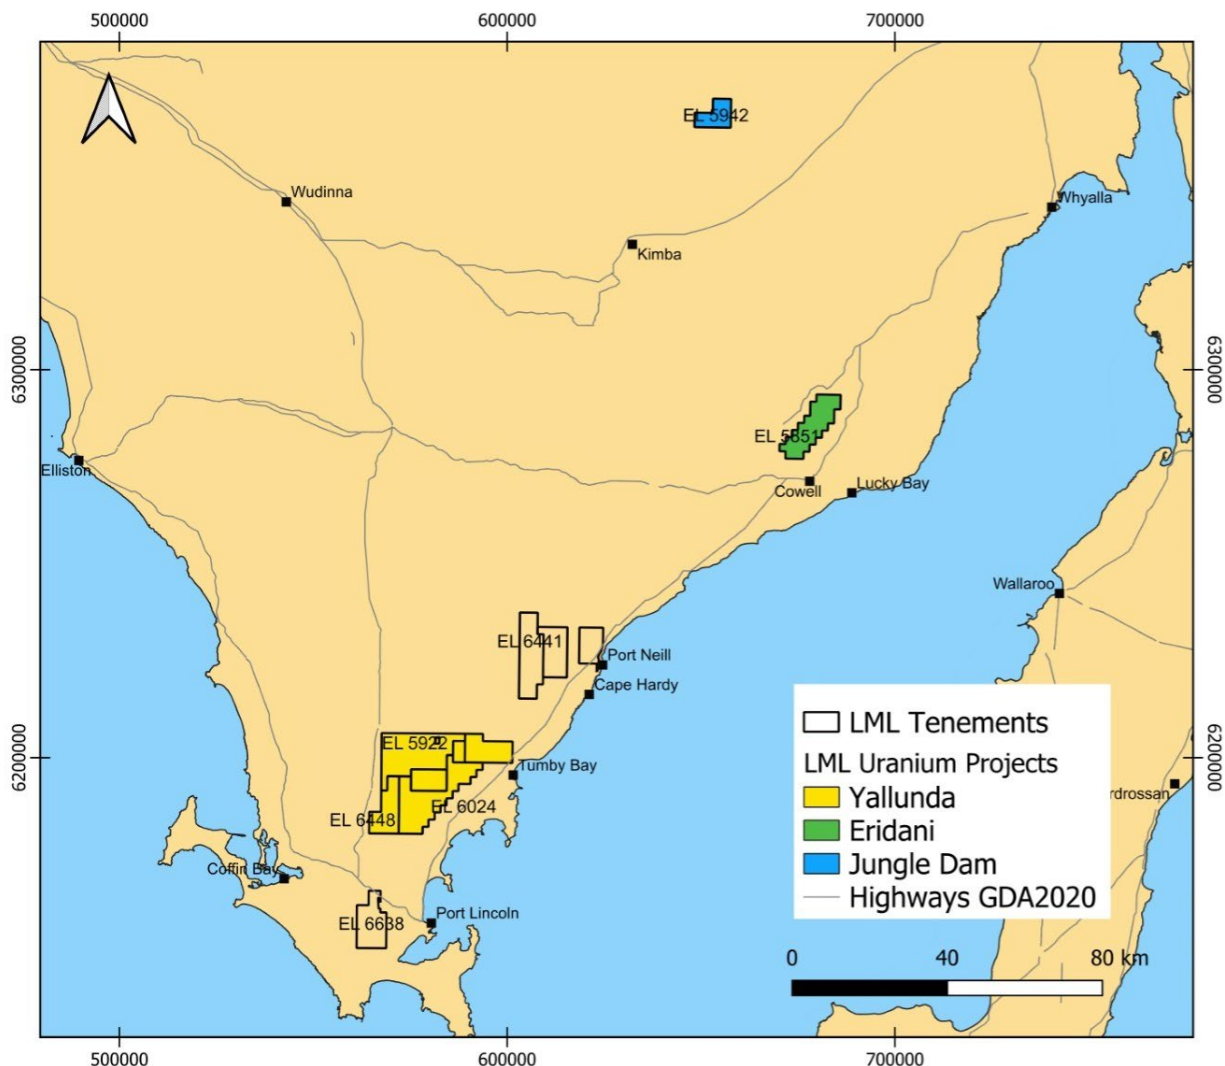 500000
600000
700000
EL 5942
Wudinna
Whyalla
Kimba
6300000
6300000
EL 5851
Elliston
Cowell
Lucky Bay
Wallaroo
EL 6441
Port Neill
Cape Hardy
EL 5922
6200000
6200000
Tumby Bay
rdrossan
EL 6024
EL 6448
Coffin Bay
Port Lincoln
EL 6638
LML Tenements
LML Uranium Projects
Yallunda
Eridani
Jungle Dam
Highways GDA2020
0 40 80 km
500000
600000
700000